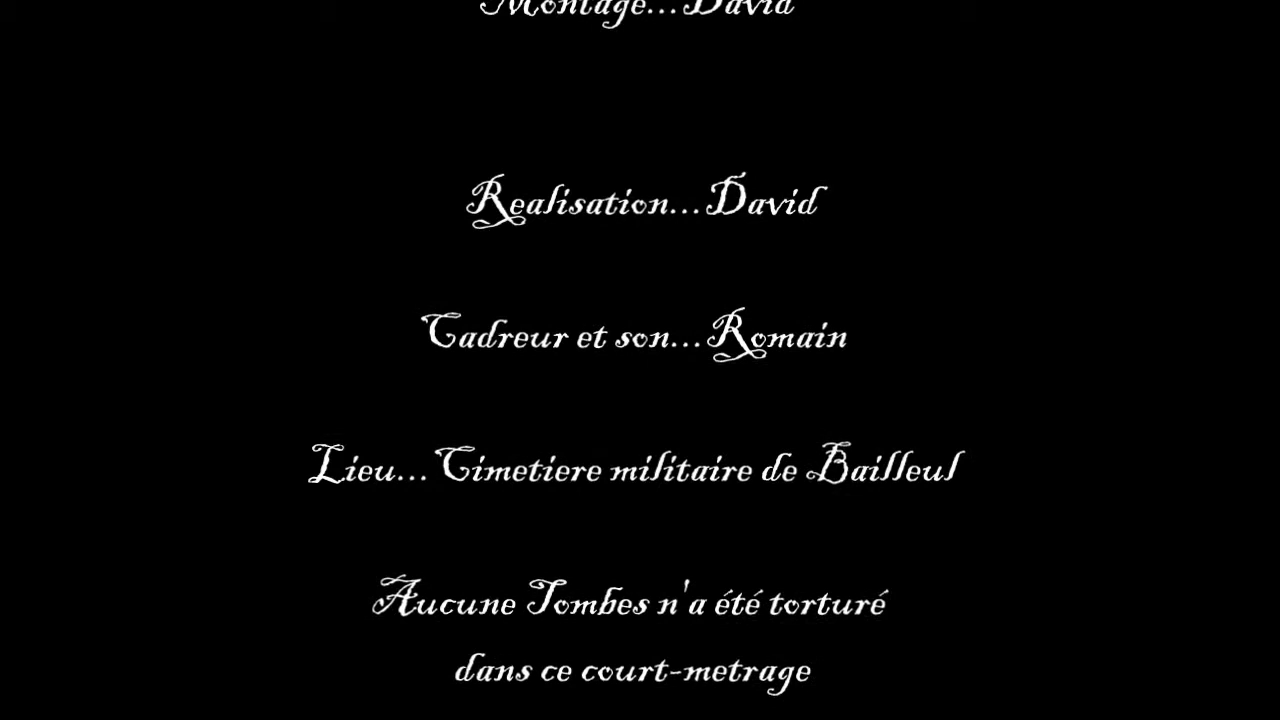 Montage...David
Realisation...David
Cadreur et son...Romain
Lieu...Cimetiere militaire de Bailleul
Aucune Tombes n'a été torturé
dans ce court-metrage